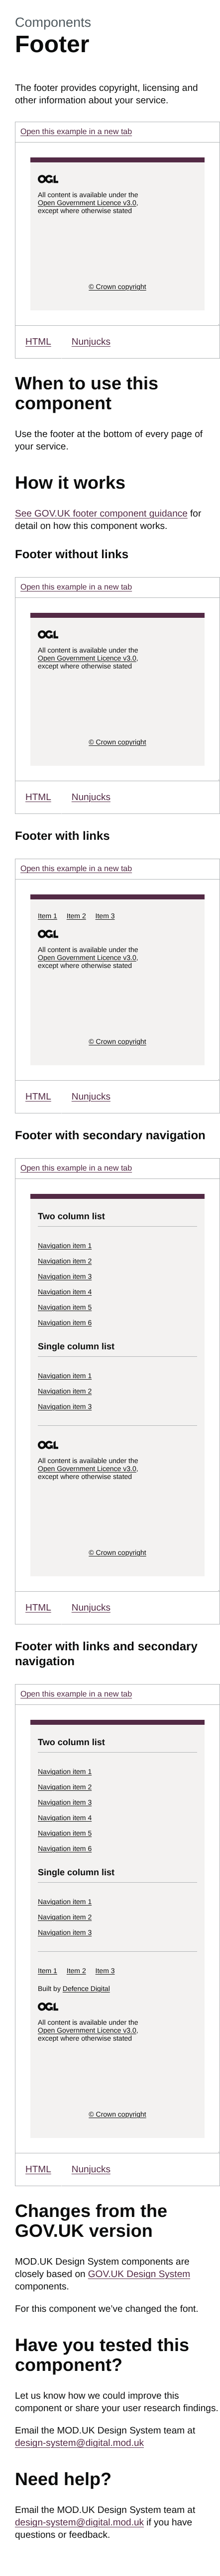 Components
Footer
The footer provides copyright, licensing and
other information about your service.
Open this example in a new tab
OGL
All content is available under the
Open Government Licence v3.0,
except where otherwise stated
© Crown copyright
HTML Nunjucks
When to use this
component
Use the footer at the bottom of every page of
your service.
How it works
See GOV.UK footer component guidance for
detail on how this component works.
Footer without links
Open this example in a new tab
OGL
All content is available under the
Open Government Licence v3.0,
except where otherwise stated
© Crown copyright
HTML Nunjucks
Footer with links
Open this example in a new tab
Item 1 Item 2 Item 3
OGL
All content is available under the
Open Government Licence v3.0,
except where otherwise stated
© Crown copyright
HTML Nunjucks
Footer with secondary navigation
Open this example in a new tab
Two column list
Navigation item 1
Navigation item 2
Navigation item 3
Navigation item 4
Navigation item 5
Navigation item 6
Single column list
Navigation item 1
Navigation item 2
Navigation item 3
OGL
All content is available under the
Open Government Licence v3.0,
except where otherwise stated
© Crown copyright
HTML Nunjucks
Footer with links and secondary
navigation
Open this example in a new tab
Two column list
Navigation item 1
Navigation item 2
Navigation item 3
Navigation item 4
Navigation item 5
Navigation item 6
Single column list
Navigation item 1
Navigation item 2
Navigation item 3
Item 1 Item 2 Item 3
Built by Defence Digital
OGL
All content is available under the
Open Government Licence v3.0,
except where otherwise stated
© Crown copyright
HTML Nunjucks
Changes from the
GOV.UK version
MOD.UK Design System components are
closely based on GOV.UK Design System
components.
For this component we've changed the font.
Have you tested this
component?
Let us know how we could improve this
component or share your user research findings.
Email the MOD.UK Design System team at
design-system@digital.mod.uk
Need help?
Email the MOD.UK Design System team at
design-system@digital.mod.uk if you have
questions or feedback.